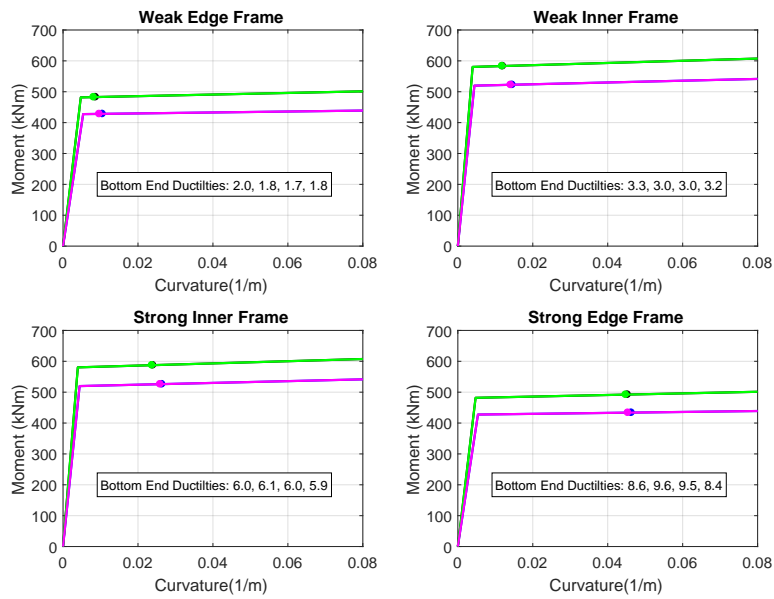 Weak Edge Frame
700
600
500
400
300
200
100
0
Moment (kNm)
Bottom End Ductilties: 2.0, 1.8, 1.7, 1.8
0 0.02 0.04 0.06 0.08
Curvature(1/m)
Weak Inner Frame
700
600
500
400
300
200
100
0
Moment (kNm)
Bottom End Ductilties: 3.3, 3.0, 3.0, 3.2
0 0.02 0.04 0.06 0.08
Curvature(1/m)
Strong Inner Frame
700
600
500
400
300
200
100
0
Moment (kNm)
Bottom End Ductilties: 6.0, 6.1, 6.0, 5.9
0 0.02 0.04 0.06 0.08
Curvature(1/m)
Strong Edge Frame
700
600
500
400
300
200
100
0
Moment (kNm)
Bottom End Ductilties: 8.6, 9.6, 9.5, 8.4
0 0.02 0.04 0.06 0.08
Curvature(1/m)